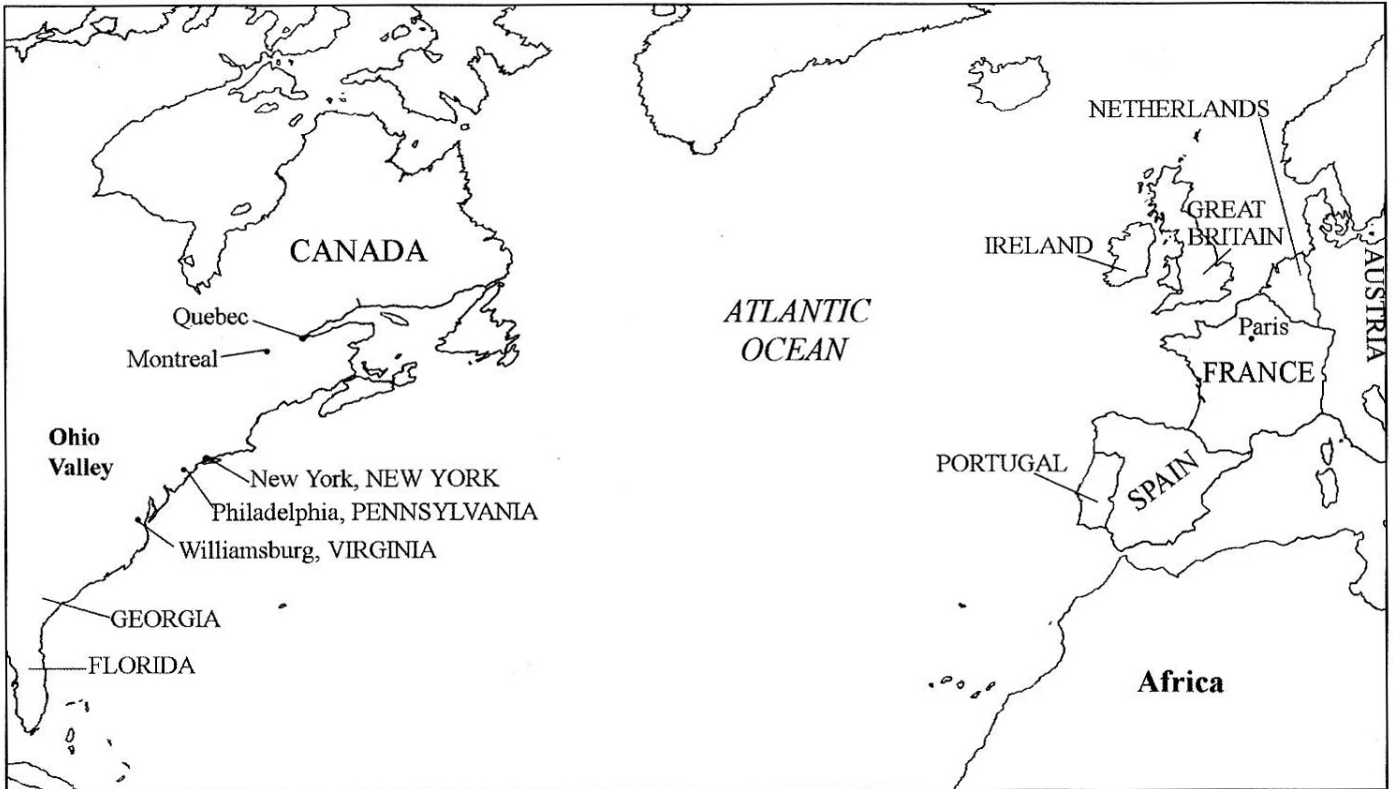 NETHERLANDS
GREAT
BRITAIN
IRELAND
CANADA
AUSTRIA
Quebec
ATLANTIC
OCEAN
Paris
Montreal
FRANCE
Ohio
Valley
PORTUGAL
SPAIN
New York, NEW YORK
Philadelphia, PENNSYLVANIA
Williamsburg, VIRGINIA
GEORGIA
FLORIDA
Africa